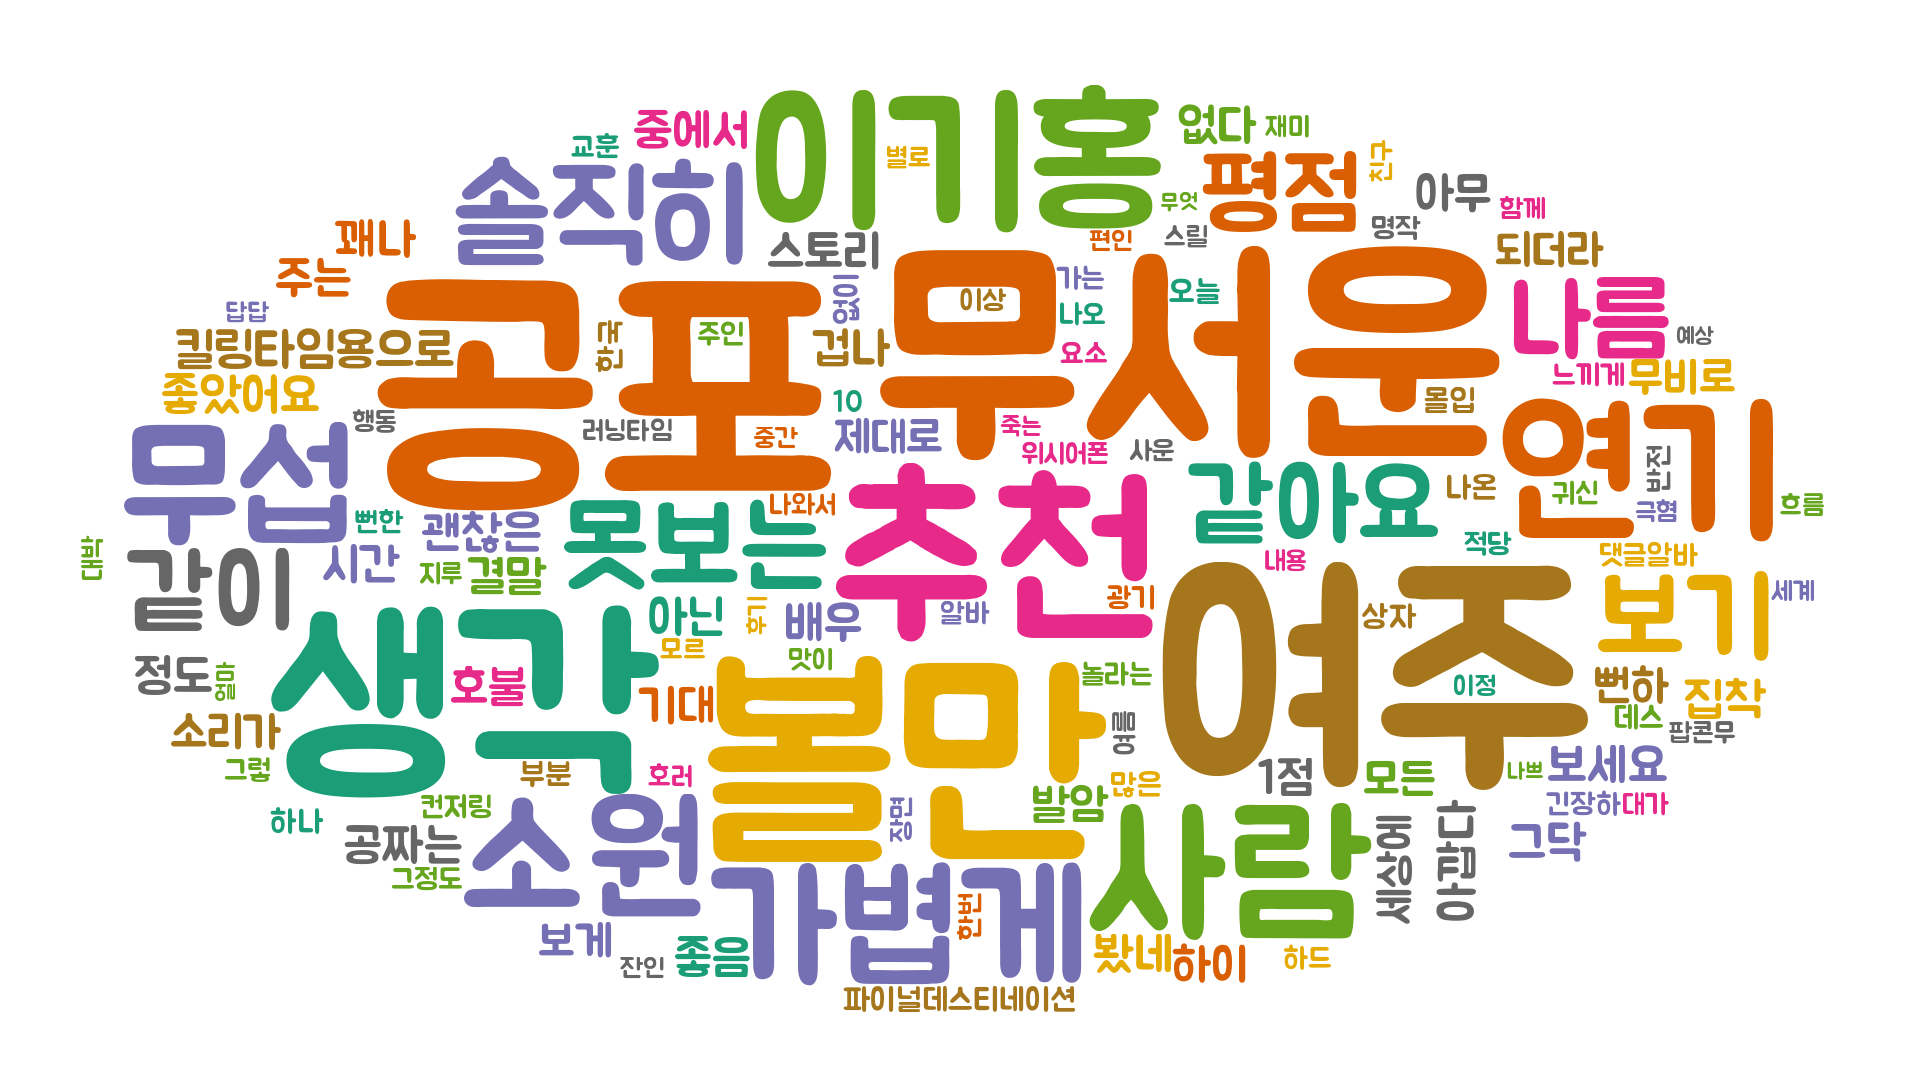 이기홍
중에서
교훈
없다
재미
별로
솔직히
평점
친구
아무
함께
무엇
명작
꽤나
스토리
편인
스릴
되더라
주는
공포
무서운
없이
가는
오늘
나름
답답
이상
나오
예상
킬링타임용으로
한국
주인
겁나
요소
무비로
느끼게
좋았어요
몰입
10
행동
러닝타임
중간
제대로
죽는
위시어폰
사운
연기
무섭
추천
같아요
반전
나온
귀신
극혐
흐름
나와서
뻔한
괜찮은
못보는
대박
시간
지루
결말
적당
내용
댓글알바
같이
세계
광기
여주
보기
아닌
후기
배우
알바
상자
생각
모르
맛이
정도
얼마
호불
기대
볼만
놀라는
이정
뻔하
집착
데스
소리가
여름
팝콘무
그렇
부분
호러
1점
모든
나쁘
보세요
많은
발암
컨저링
하나
소원
장면
사람
긴장하
대가
공짜는
세상에
아깝다
그닥
그정도
가볍게
한번
보게
잔인
좋음
봤네
하이
하드
파이널데스티네이션